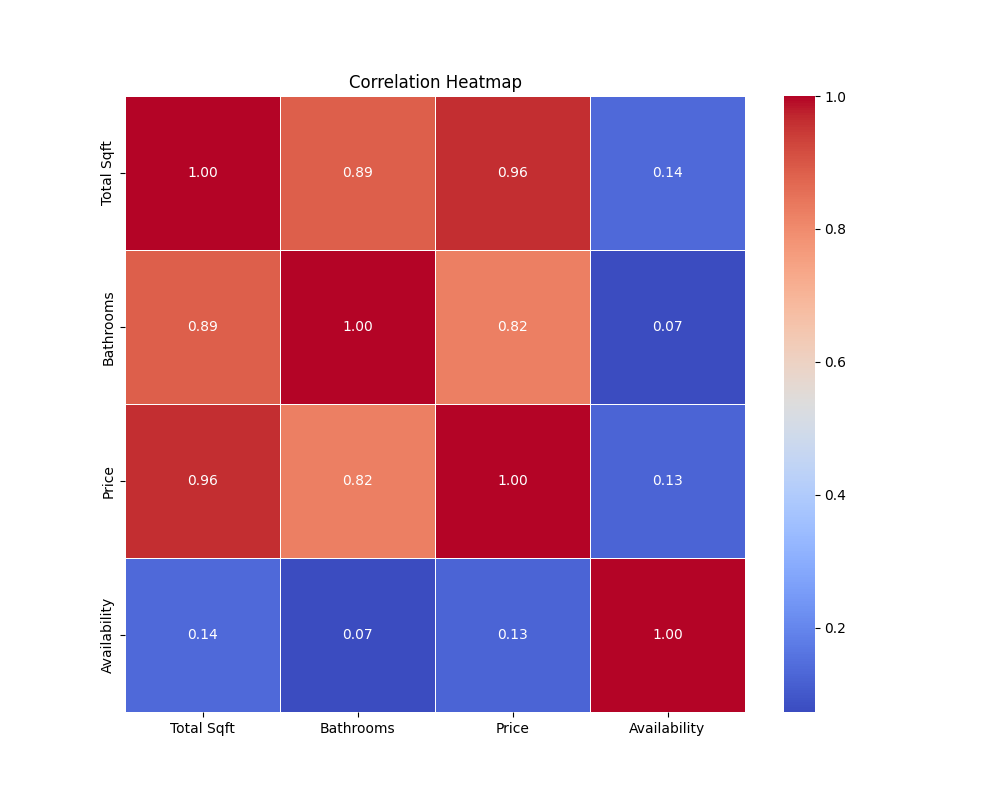 Correlation Heatmap
Total Sqft
1.00 0.89 0.96 0.14
Bathrooms
0.89 1.00 0.82 0.07
Price
0.96 0.82 1.00 0.13
Availability
0.14 0.07 0.13 1.00
Total Sqft Bathrooms Price Availability
1.0
0.8
0.6
0.4
0.2